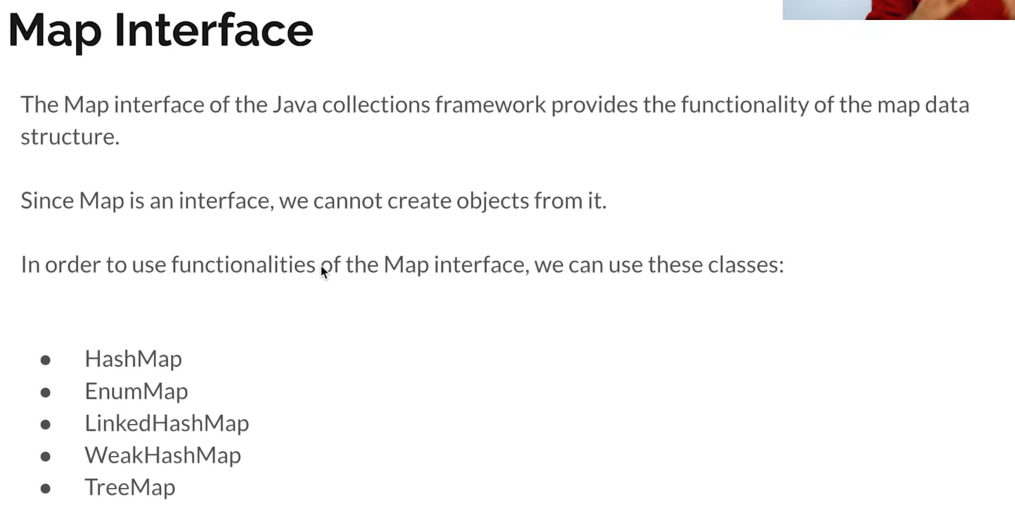 Map Interface
The Map interface of the Java collections framework provides the functionality of the map data
structure.
Since Map is an interface, we cannot create objects from it.
In order to use functionalities of the Map interface, we can use these classes:
● HashMap
● EnumMap
● LinkedHashMap
● WeakHashMap
● TreeMap